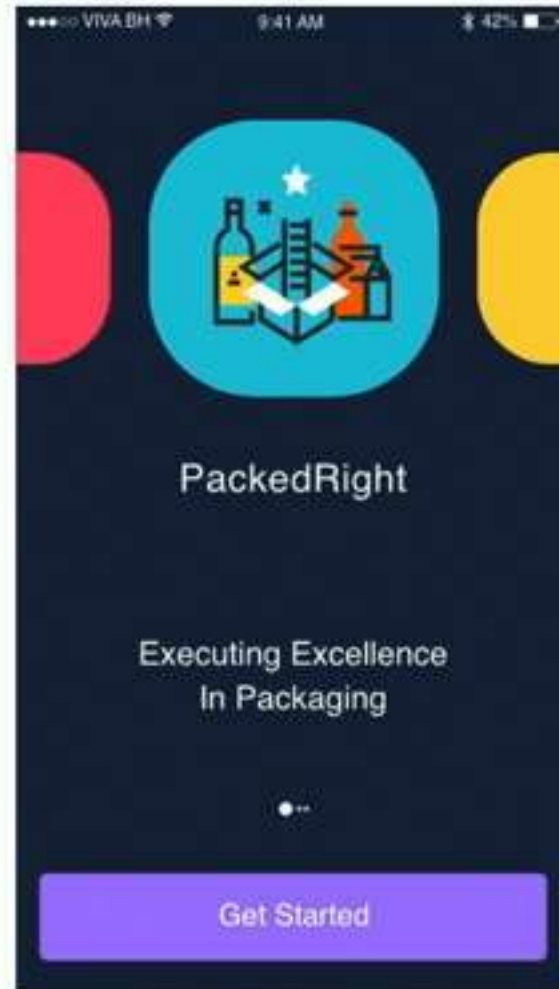 VIVA BH 9:41 AM 42%
PackedRight
Executing Excellence
In Packaging
Get Started